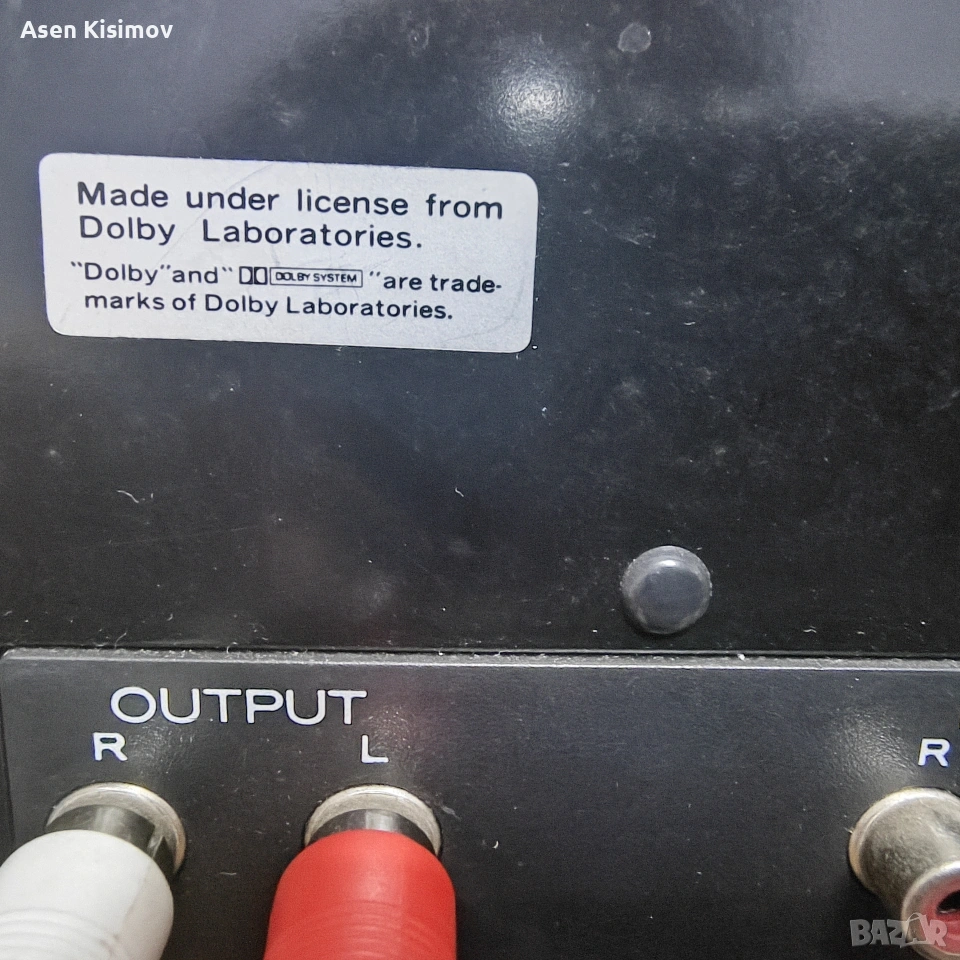 Asen Kisimov
Made under license from
Dolby Laboratories.
"Dolby"and" DOLBY SYSTEM "are trade-
marks of Dolby Laboratories.
OUTPUT
R L R
BAZAR